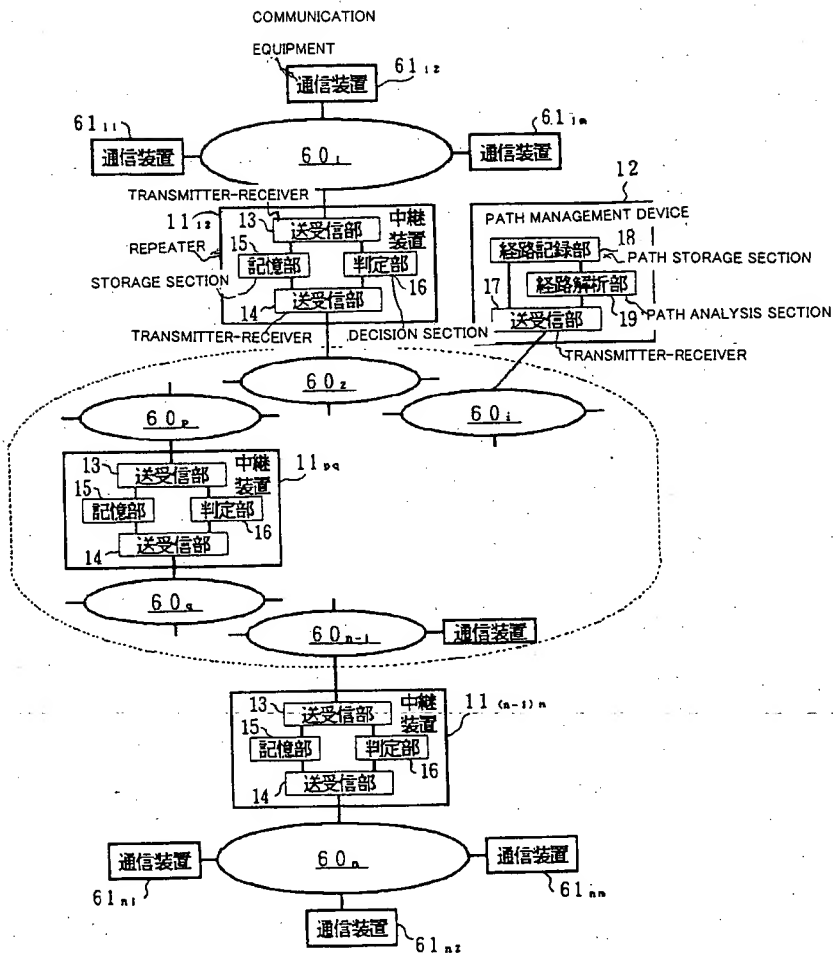 COMMUNICATION
EQUIPMENT
通信装置 61₁₂
61₁₁
通信装置
60₁
61₁ₘ
通信装置
12
TRANSMITTER-RECEIVER
11₁₂
13
送受信部
中継装置
REPEATER
15
記憶部
判定部
16
STORAGE SECTION
14
送受信部
TRANSMITTER-RECEIVER
DECISION SECTION
PATH MANAGEMENT DEVICE
経路記録部
18
PATH STORAGE SECTION
17
経路解析部
19
PATH ANALYSIS SECTION
送受信部
TRANSMITTER-RECEIVER
60₂
60ₚ
60ᵢ
13
送受信部
中継装置
11ₚq
15
記憶部
判定部
16
14
送受信部
60q
60ₙ₋₁
通信装置
13
送受信部
中継装置
11₍ₙ₋₁₎ₙ
15
記憶部
判定部
16
14
送受信部
通信装置
61ₙ₁
60ₙ
通信装置
61ₙₘ
通信装置
61ₙ₂